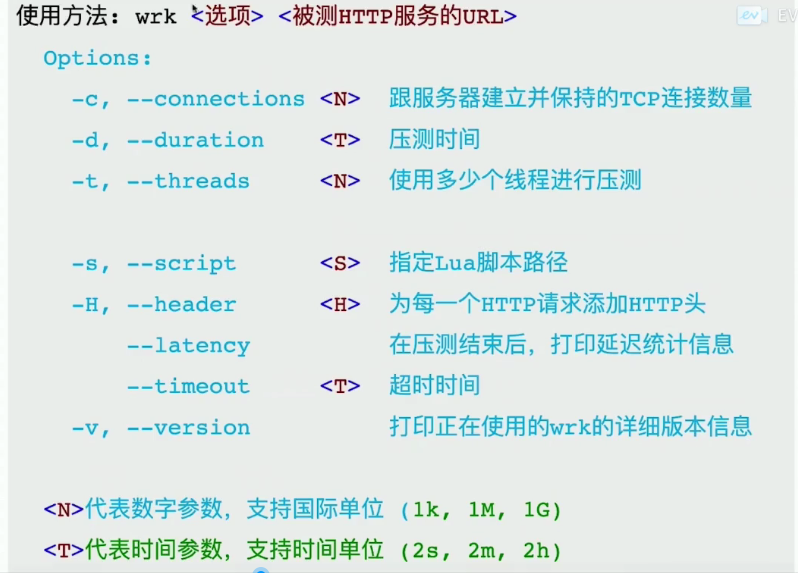 使用方法：wrk <选项> <被测HTTP服务的URL>
Options:
-c, --connections <N> 跟服务器建立并保持的TCP连接数量
-d, --duration <T> 压测时间
-t, --threads <N> 使用多少个线程进行压测
-s, --script <S> 指定Lua脚本路径
-H, --header <H> 为每一个HTTP请求添加HTTP头
--latency 在压测结束后，打印延迟统计信息
--timeout <T> 超时时间
-v, --version 打印正在使用的wrk的详细版本信息
<N>代表数字参数，支持国际单位 (1k, 1M, 1G)
<T>代表时间参数，支持时间单位 (2s, 2m, 2h)
ev EV